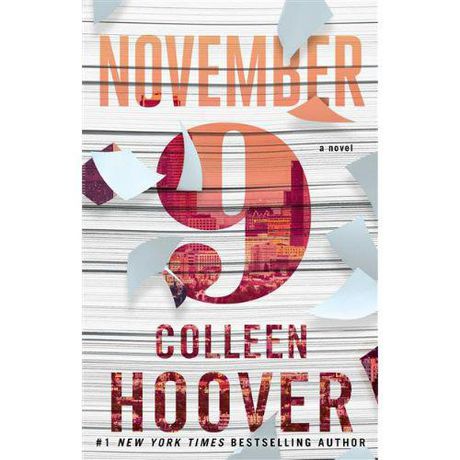 NOVEMBER
9
a novel
COLLEEN
HOOVER
#1 NEW YORK TIMES BESTSELLING AUTHOR